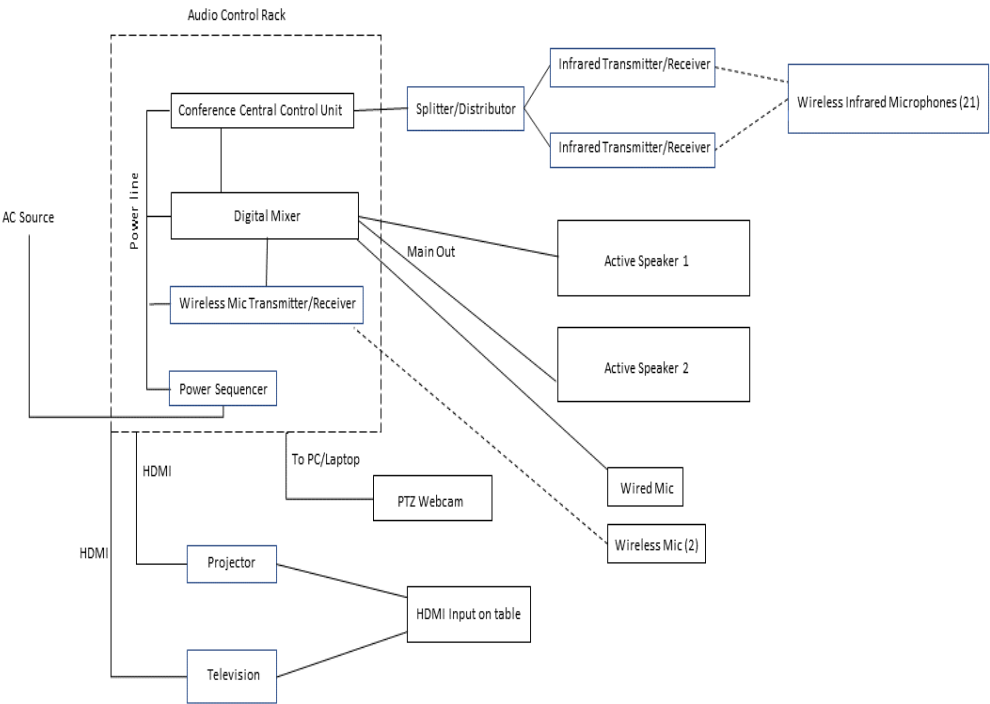 Audio Control Rack
Infrared Transmitter/Receiver
Conference Central Control Unit
Splitter/Distributor
Wireless Infrared Microphones (21)
Infrared Transmitter/Receiver
Power line
AC Source
Digital Mixer
Main Out
Active Speaker 1
Wireless Mic Transmitter/Receiver
Active Speaker 2
Power Sequencer
HDMI
To PC/Laptop
PTZ Webcam
Wired Mic
HDMI
Wireless Mic (2)
Projector
HDMI Input on table
Television